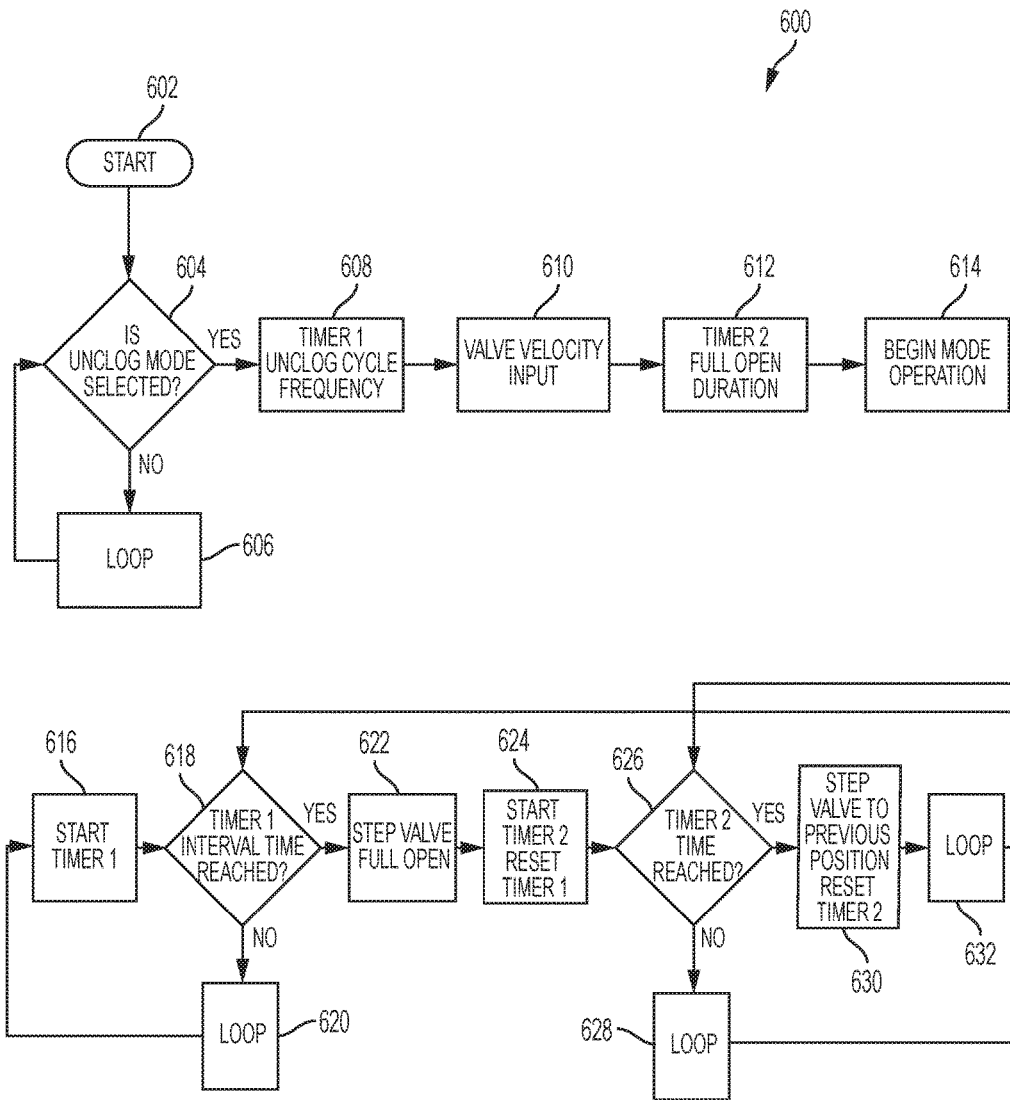 600
602
START
604
608
610
612
614
IS
UNCLOG MODE
SELECTED?
YES
TIMER 1
UNCLOG CYCLE
FREQUENCY
VALVE VELOCITY
INPUT
TIMER 2
FULL OPEN
DURATION
BEGIN MODE
OPERATION
NO
LOOP
606
616
618
622
624
626
START
TIMER 1
TIMER 1
INTERVAL TIME
REACHED?
YES
STEP VALVE
FULL OPEN
START
TIMER 2
RESET
TIMER 1
TIMER 2
TIME
REACHED?
YES
STEP
VALVE TO
PREVIOUS
POSITION
RESET
TIMER 2
LOOP
632
630
NO
LOOP
620
NO
628
LOOP